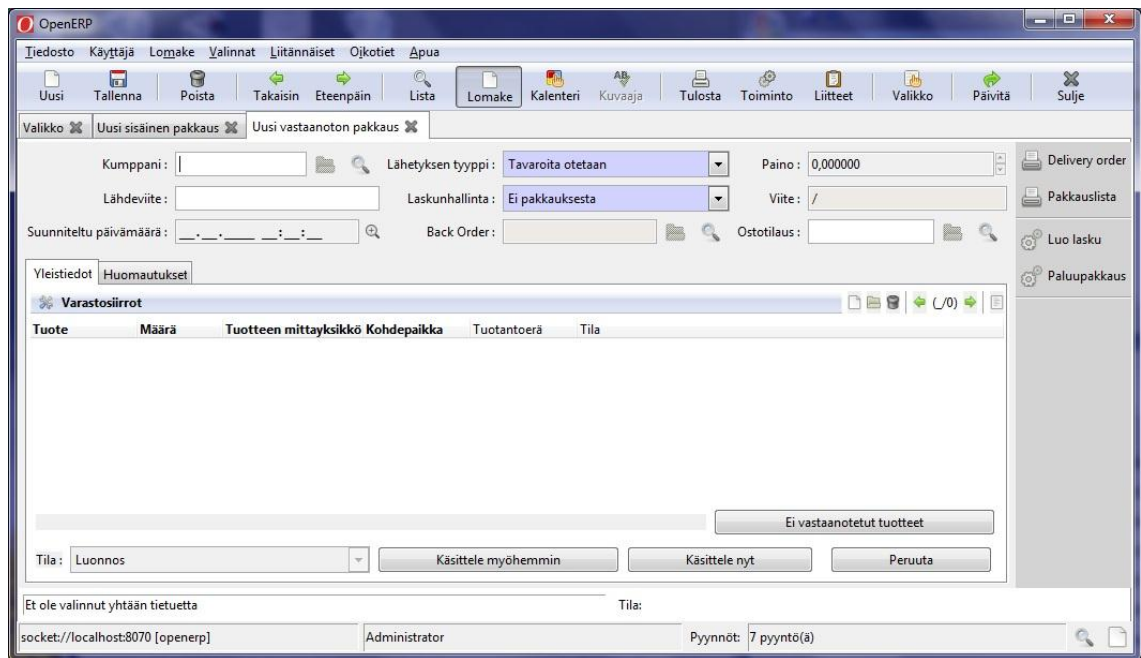 OpenERP
Tiedosto Käyttäjä Lomake Valinnat Liitännäiset Oikotiet Apua
Uusi Tallenna Poista Takaisin Eteenpäin Lista Lomake Kalenteri Kuvaaja Tulosta Toiminto Liitteet Valikko Päivitä Sulje
Valikko Uusi sisäinen pakkaus Uusi vastaanoton pakkaus
Kumppani : Lähetyksen tyyppi : Tavaroita otetaan Paino : 0,000000 Delivery order
Lähdeviite : Laskunhallinta : Ei pakkauksesta Viite : / Pakkauslista
Suunniteltu päivämäärä : __.__.____ __:__:__ Back Order : Ostotilaus : Luo lasku
Yleistiedot Huomautukset Paluupakkaus
Varastosiirrot (_/0)
Tuote Määrä Tuotteen mittayksikkö Kohdepaikka Tuotantoerä Tila
Ei vastaanotetut tuotteet
Tila : Luonnos Käsittele myöhemmin Käsittele nyt Peruuta
Et ole valinnut yhtään tietuetta Tila:
socket://localhost:8070 [openerp] Administrator Pyynnöt: 7 pyyntö(ä)